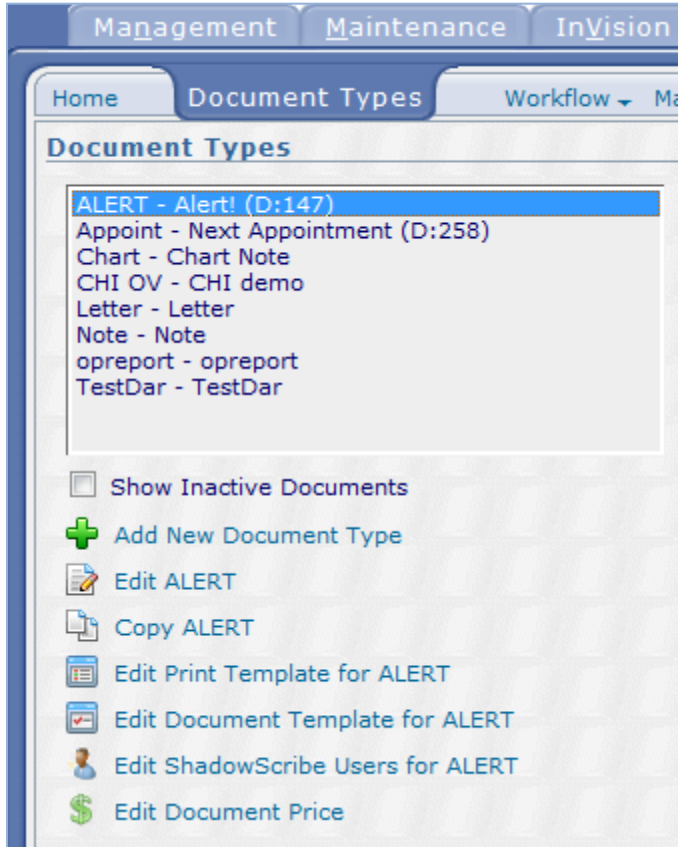 Management Maintenance InVision
Home Document Types Workflow
Document Types
ALERT - Alert! (D:147)
Appoint - Next Appointment (D:258)
Chart - Chart Note
CHI OV - CHI demo
Letter - Letter
Note - Note
opreport - opreport
TestDar - TestDar
Show Inactive Documents
Add New Document Type
Edit ALERT
Copy ALERT
Edit Print Template for ALERT
Edit Document Template for ALERT
Edit ShadowScribe Users for ALERT
Edit Document Price